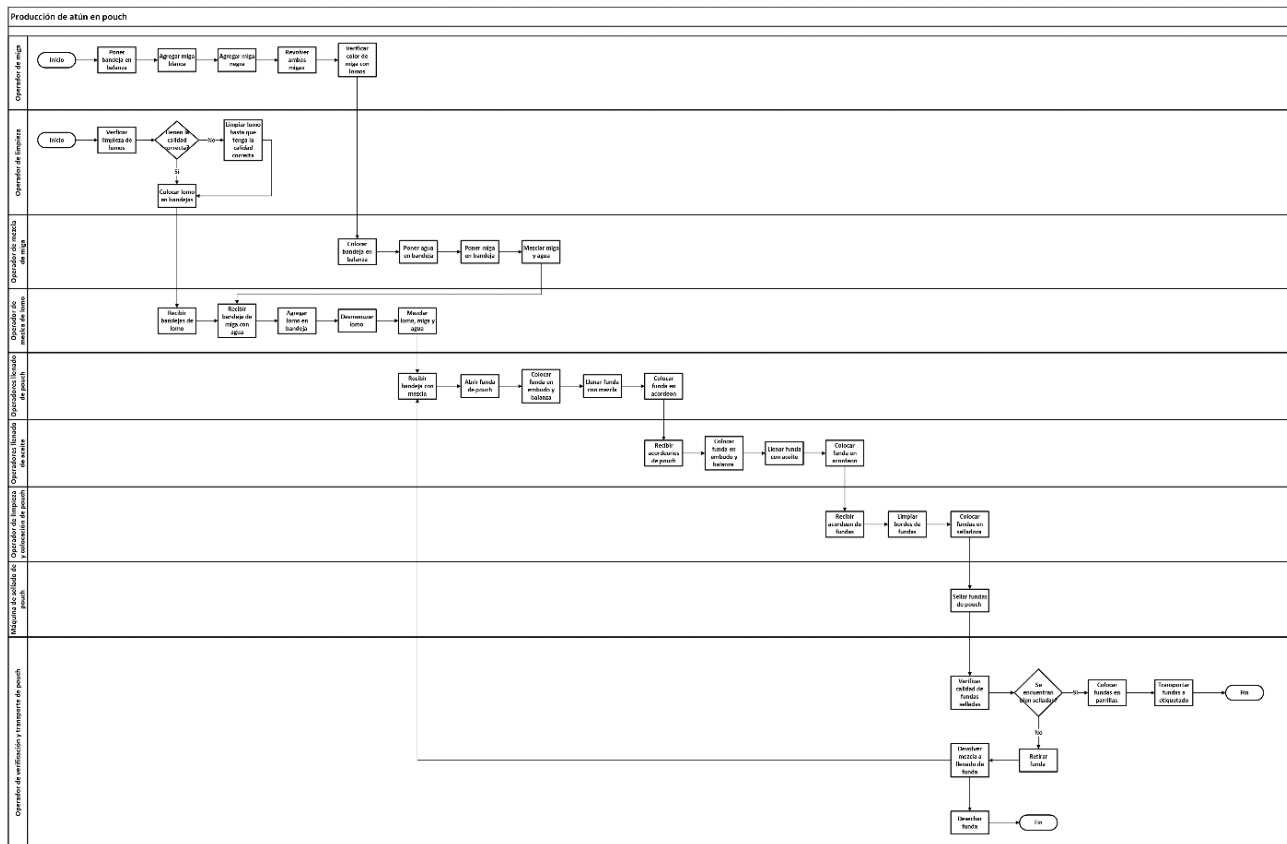 Producción de atún en pouch
Operador de miga
Inicio
Poner
bandeja en
balanza
Agregar miga
blanca
Agregar miga
negra
Revolver
ambas
migas
Verificar
color de
miga con
lomos
Operador de limpieza
Inicio
Verficar
limpieza de
lomos
Tienen la
calidad
correcta?
No
Limpiar lomo
hasta que
tenga la
calidad
correcta
Si
Colocar lomo
en bandejas
Operador de mezcla
de miga
Colocar
bandeja en
balanza
Poner agua
en bandeja
Poner miga
en bandeja
Mezclar miga
y agua
Operador de
mezcla de lomo
Recibir
bandejas de
lomo
Recibir
bandeja de
miga con
agua
Agregar
lomo en
bandeja
Desmenuzar
lomo
Mezclar
lomo, miga y
agua
Operadores llenado
de pouch
Recibir
bandeja con
mezcla
Abrir funda
de pouch
Colocar
funda en
embudo y
balanza
Llenar funda
con mezcla
Colocar
funda en
acordeon
Operadores llenado
de aceite
Recibir
acordeones
de pouch
Colocar
funda en
embudo y
balanza
Llenar funda
con aceite
Colocar
funda en
acordeon
Operador de limpieza
y colocación de pouch
Recibir
acordeon de
fundas
Limpiar
bordes de
fundas
Colocar
fundas en
selladora
Máquina de sellado de
pouch
Sellar fundas
de pouch
Operador de verificación y transporte de pouch
Verificar
calidad de
fundas
selladas
Se
encuentran
bien selladas?
Si
Colocar
fundas en
parrillas
Transportar
fundas a
etiquetado
Fin
No
Retirar
funda
Devolver
mezcla a
llenado de
funda
Desechar
funda
Fin